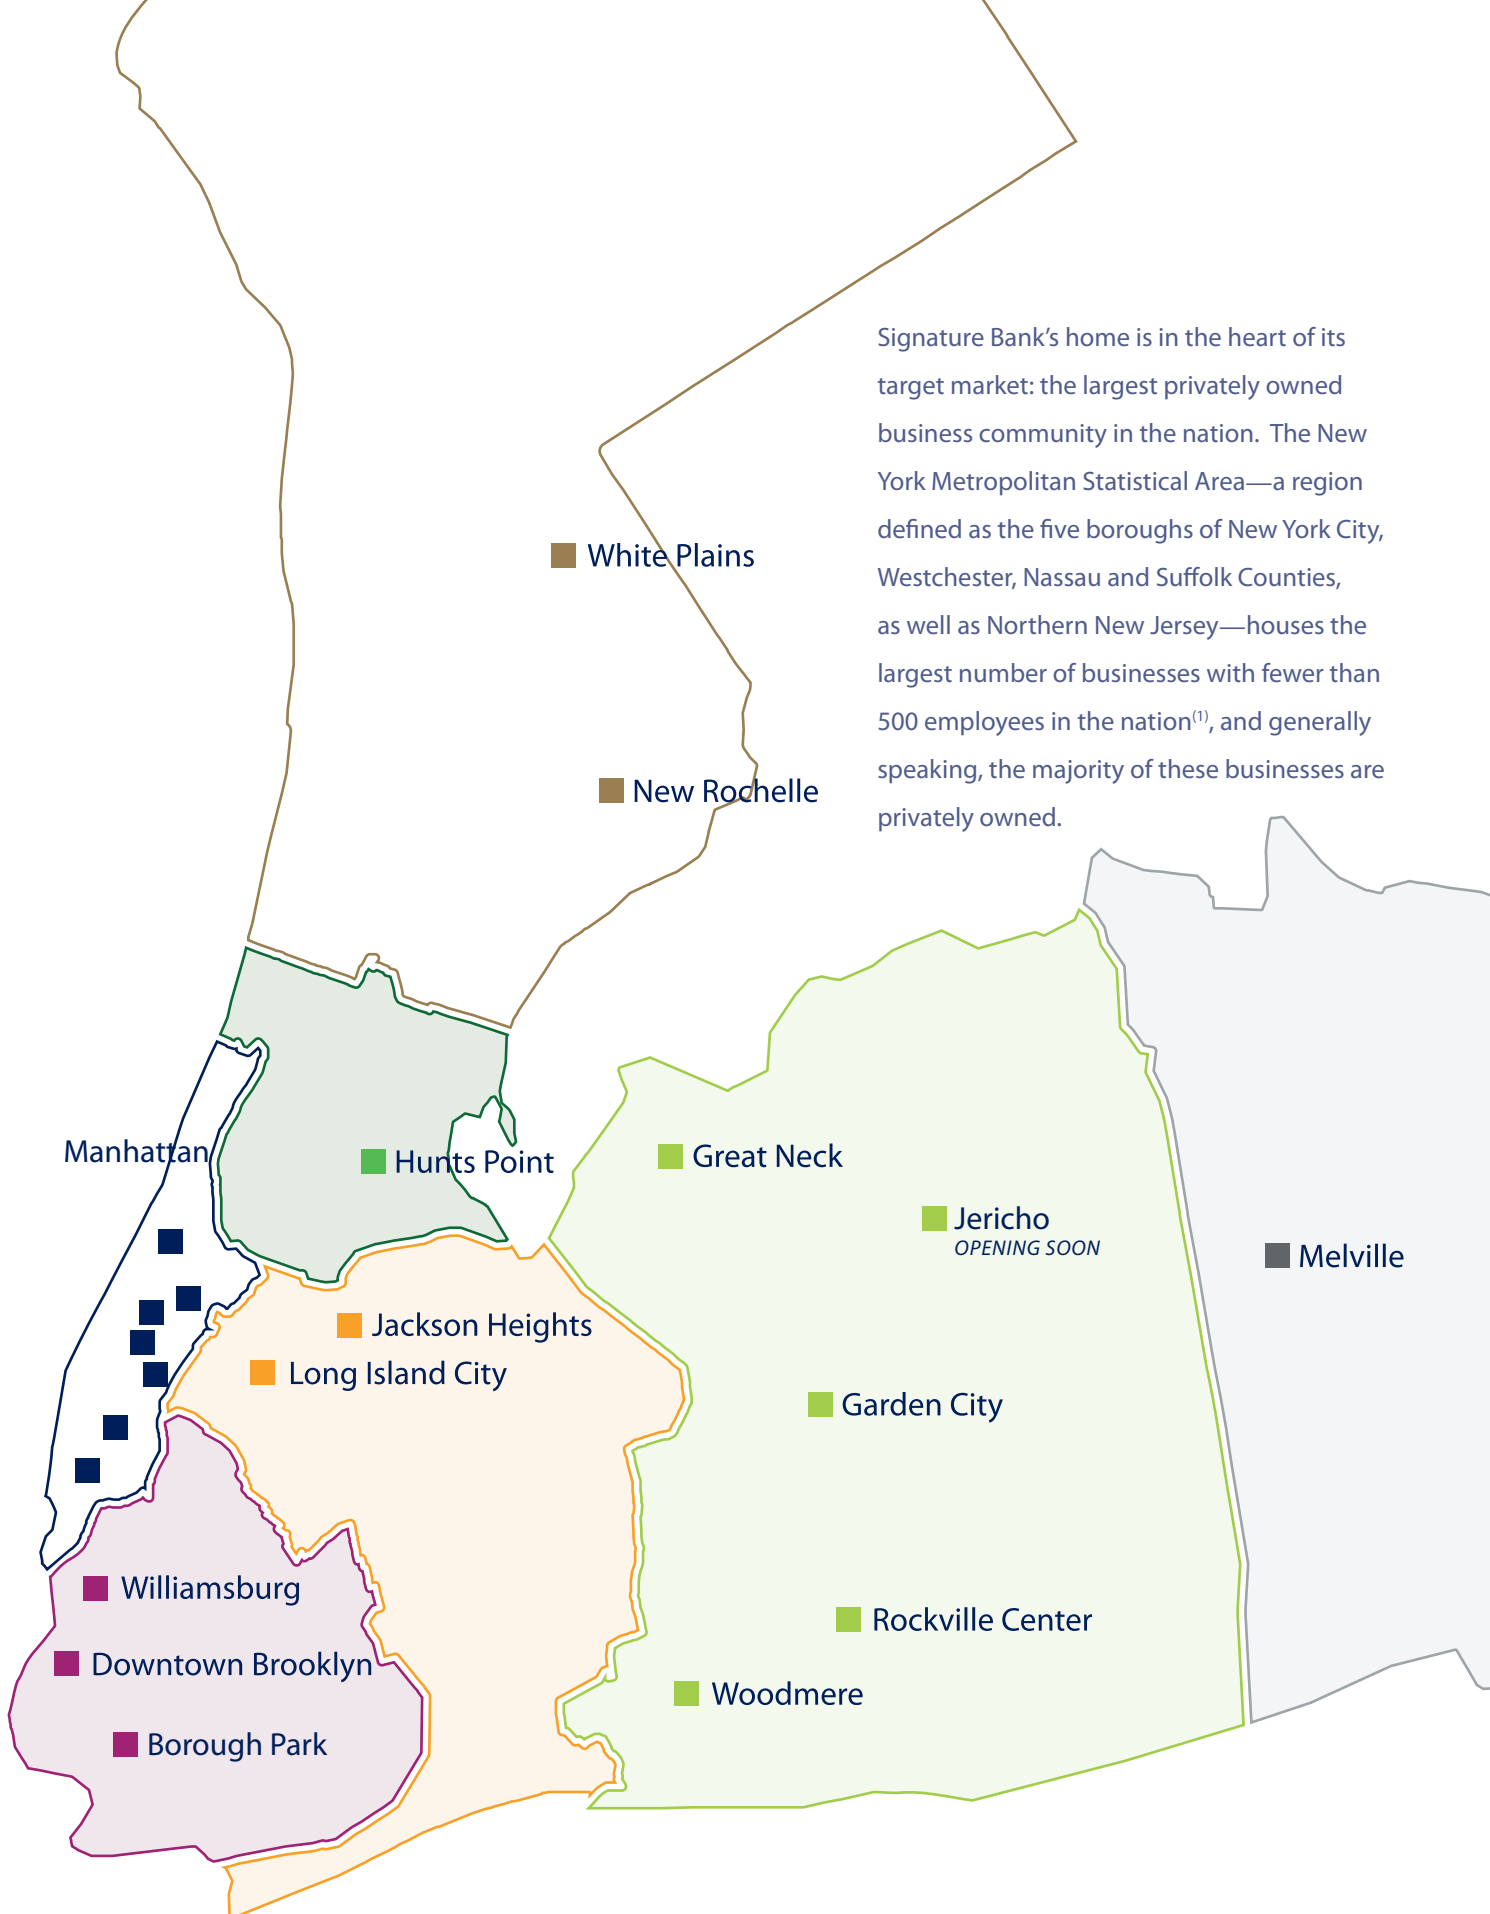 Signature Bank’s home is in the heart of its
target market: the largest privately owned
business community in the nation.  The New
York Metropolitan Statistical Area—a region
defined as the five boroughs of New York City,
Westchester, Nassau and Suffolk Counties,
as well as Northern New Jersey—houses the
largest number of businesses with fewer than
500 employees in the nation(1), and generally
speaking, the majority of these businesses are
privately owned.
White Plains
New Rochelle
Manhattan
Hunts Point
Great Neck
Jericho
OPENING SOON
Melville
Jackson Heights
Long Island City
Garden City
Williamsburg
Rockville Center
Downtown Brooklyn
Woodmere
Borough Park